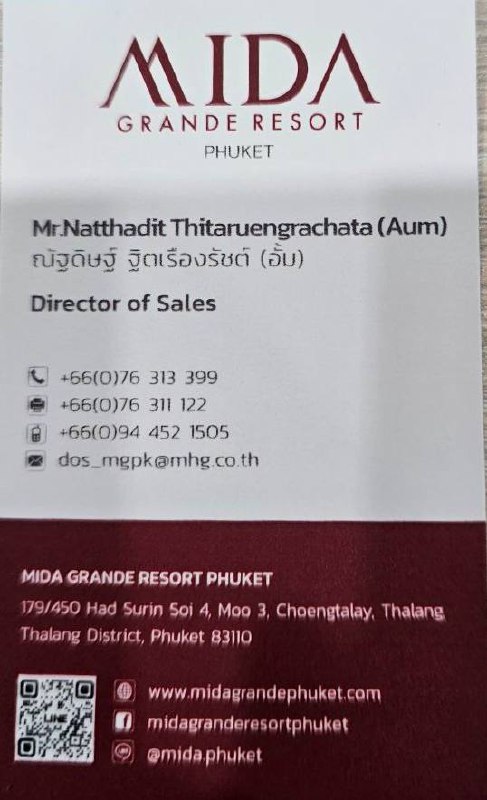 MIDA
GRANDE RESORT
PHUKET
Mr.Natthadit Thitaruengrachata (Aum)
ณัฐดิษฐ์ ฐิตเรืองรัชต์ (อั้ม)
Director of Sales
+66(0)76 313 399
+66(0)76 311 122
+66(0)94 452 1505
dos_mgpk@mhg.co.th
MIDA GRANDE RESORT PHUKET
179/450 Had Surin Soi 4, Moo 3, Choengtalay, Thalang
Thalang District, Phuket 83110
LINE
www.midagrandephuket.com
midagranderesortphuket
@mida.phuket